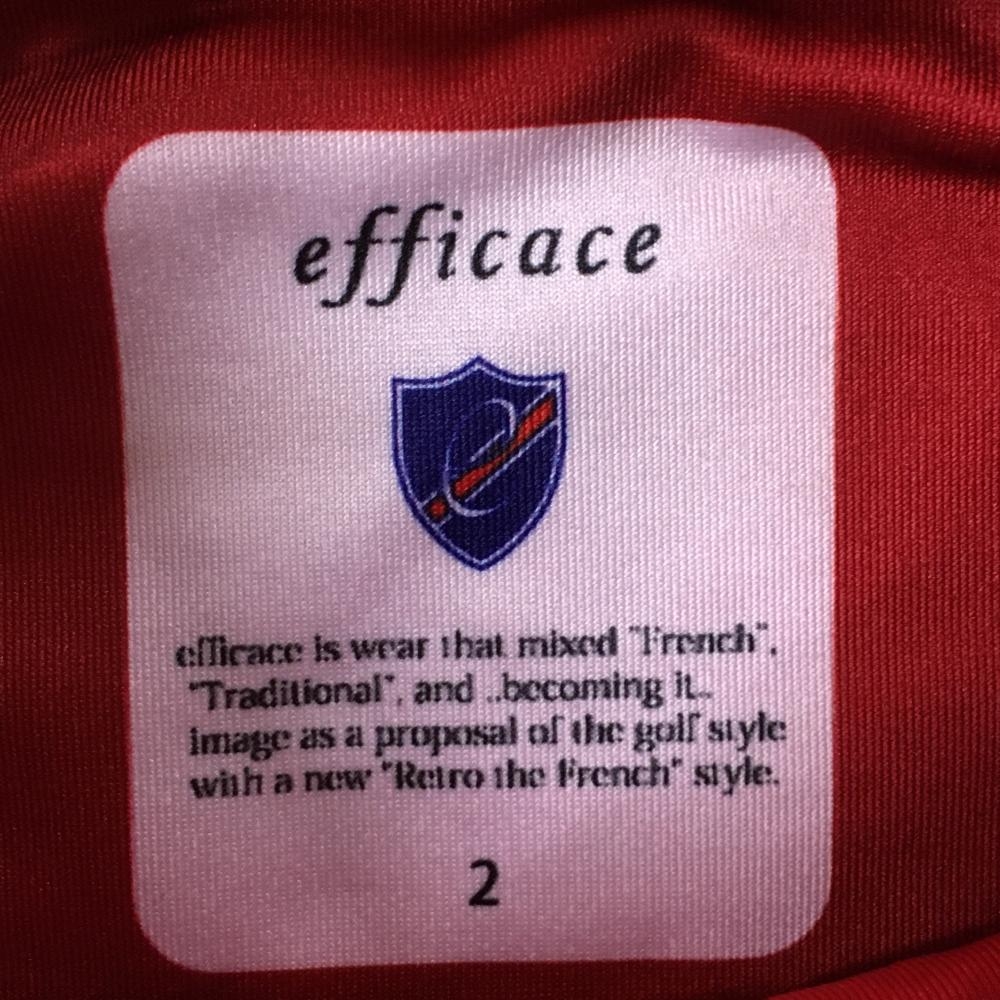 efficace
efficace is wear that mixed "French",
"Traditional", and ..becoming it..
image as a proposal of the golf style
with a new "Retro the French" style.
2